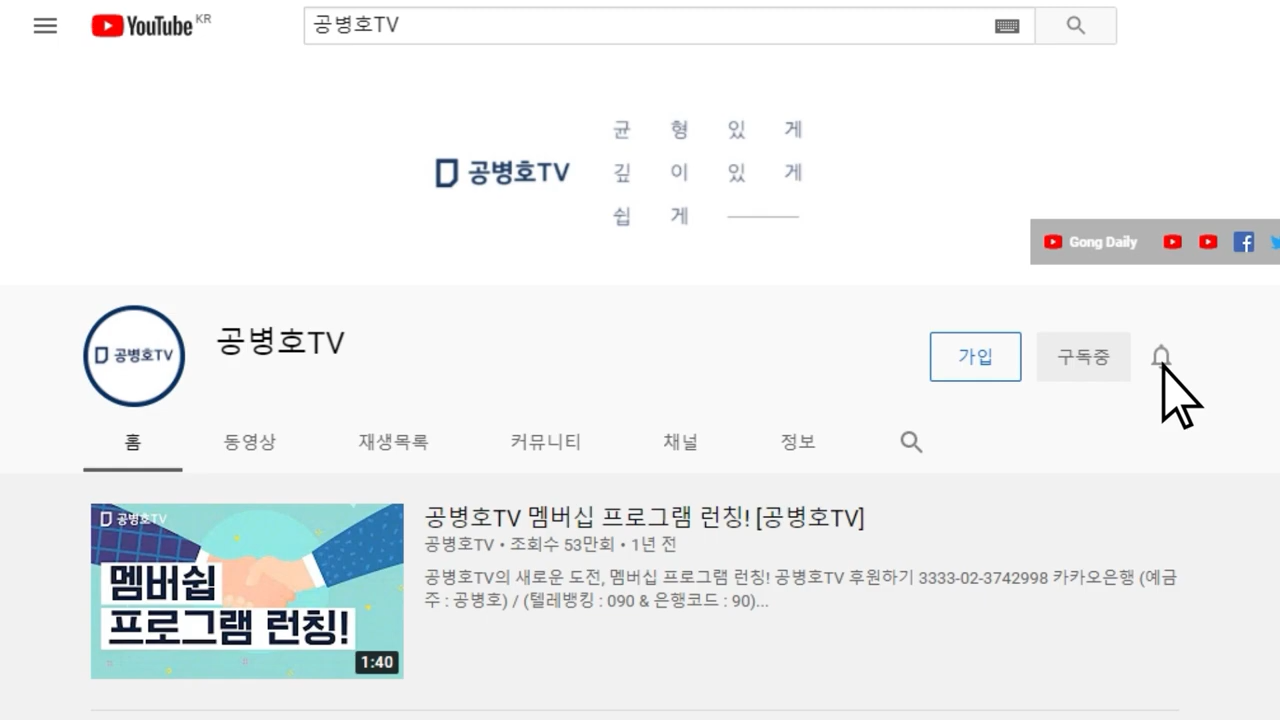 YouTube KR
공병호TV
균형있게
공병호TV
깊이있게
쉽게
Gong Daily
공병호TV
공병호TV
가입
구독중
홈
동영상
재생목록
커뮤니티
채널
정보
공병호TV
멤버쉽
프로그램 런칭!
1:40
공병호TV 멤버십 프로그램 런칭! [공병호TV]
공병호TV • 조회수 53만회 • 1년 전
공병호TV의 새로운 도전, 멤버십 프로그램 런칭! 공병호TV 후원하기 3333-02-3742998 카카오은행 (예금
주 : 공병호) / (텔레뱅킹 : 090 & 은행코드 : 90)...